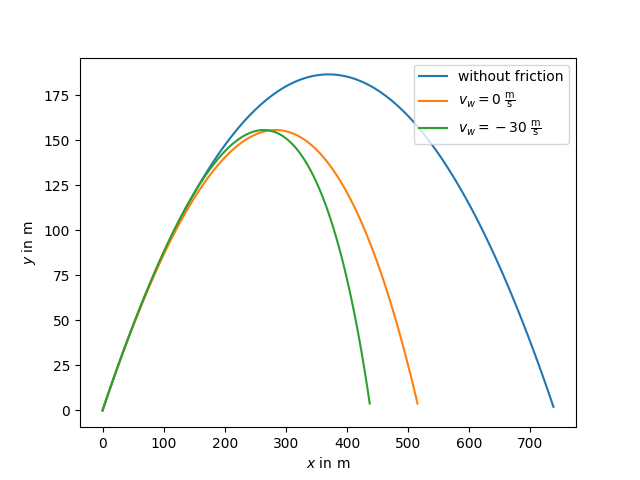 without friction
v_w = 0 m/s
v_w = −30 m/s
175
150
125
100
75
50
25
0
y in m
0 100 200 300 400 500 600 700
x in m